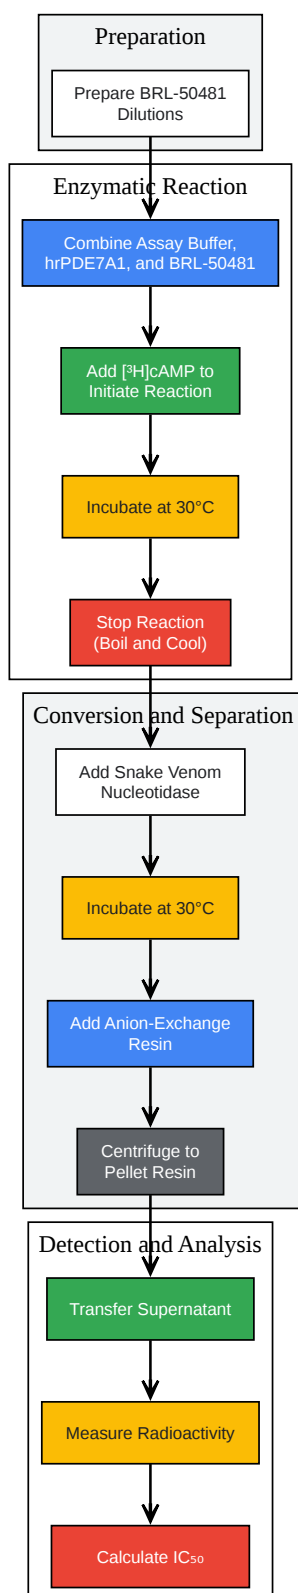 Preparation
Prepare BRL-50481
Dilutions
Enzymatic Reaction
Combine Assay Buffer,
hrPDE7A1, and BRL-50481
Add [³H]cAMP to
Initiate Reaction
Incubate at 30°C
Stop Reaction
(Boil and Cool)
Conversion and Separation
Add Snake Venom
Nucleotidase
Incubate at 30°C
Add Anion-Exchange
Resin
Centrifuge to
Pellet Resin
Detection and Analysis
Transfer Supernatant
Measure Radioactivity
Calculate IC₅₀